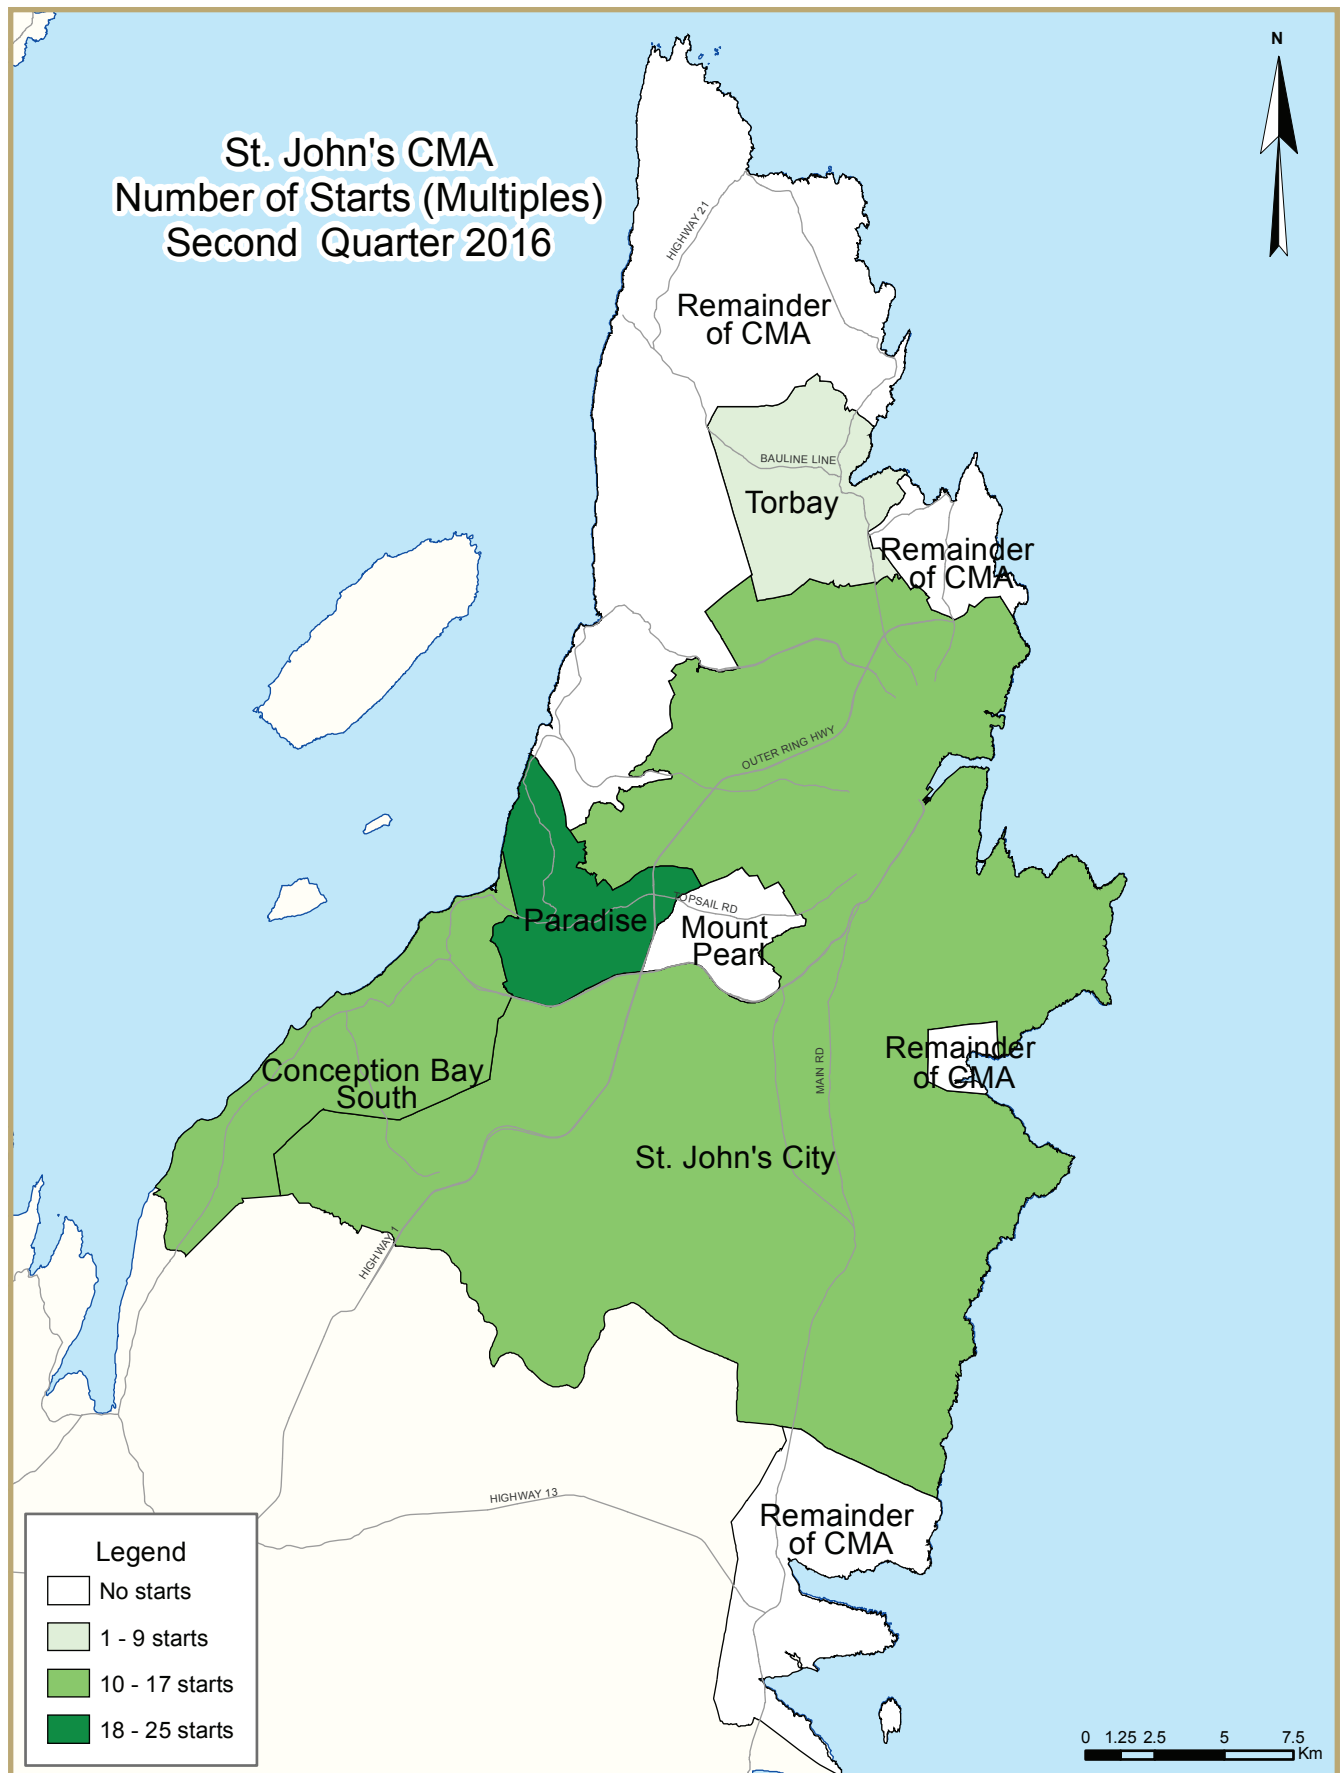 N
St. John's CMA
Number of Starts (Multiples)
Second Quarter 2016
HIGHWAY 21
Remainder
of CMA
BAULINE LINE
Torbay
Remainder
of CMA
OUTER RING HWY
TOPSAIL RD
Paradise
Mount
Pearl
Remainder
of CMA
MAIN RD
Conception Bay
South
St. John's City
HIGHWAY 1
HIGHWAY 13
Remainder
of CMA
Legend
No starts
1 - 9 starts
10 - 17 starts
18 - 25 starts
0 1.25 2.5 5 7.5
Km